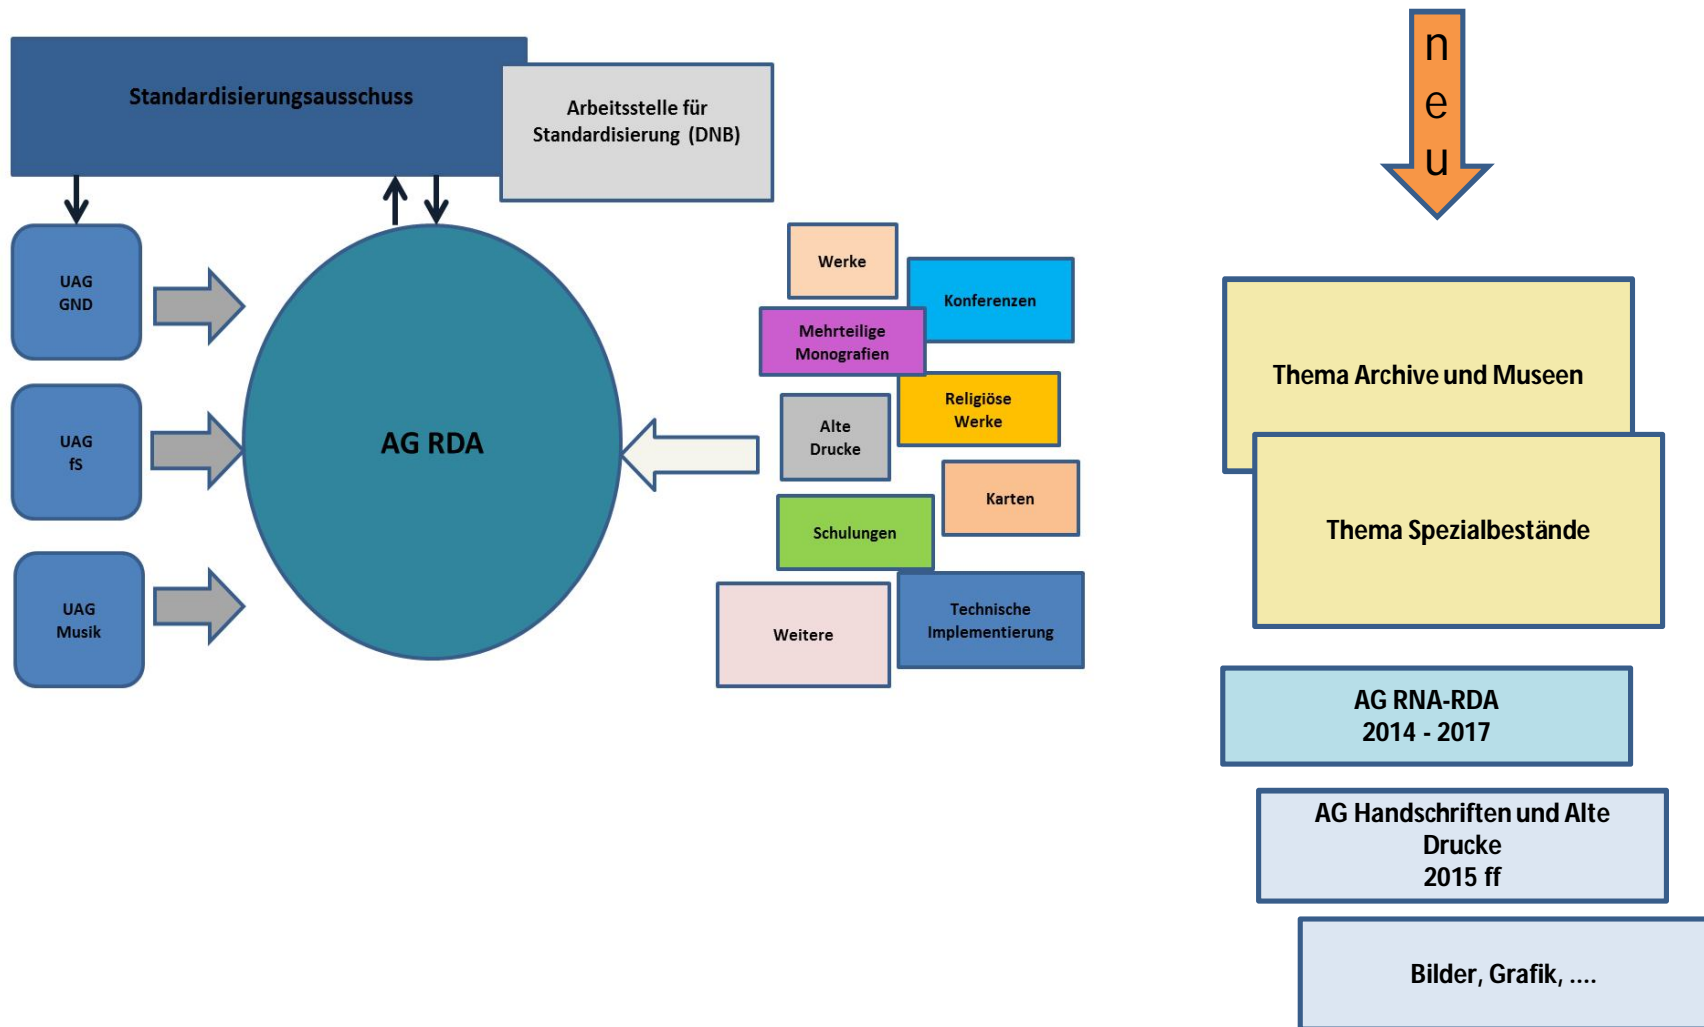 Standardisierungsausschuss
Arbeitsstelle für
Standardisierung (DNB)
UAG
GND
UAG
fS
UAG
Musik
AG RDA
Werke
Konferenzen
Mehrteilige
Monografien
Religiöse
Werke
Alte
Drucke
Karten
Schulungen
Technische
Implementierung
Weitere
n
e
u
Thema Archive und Museen
Thema Spezialbestände
AG RNA-RDA
2014 - 2017
AG Handschriften und Alte
Drucke
2015 ff
Bilder, Grafik, ....